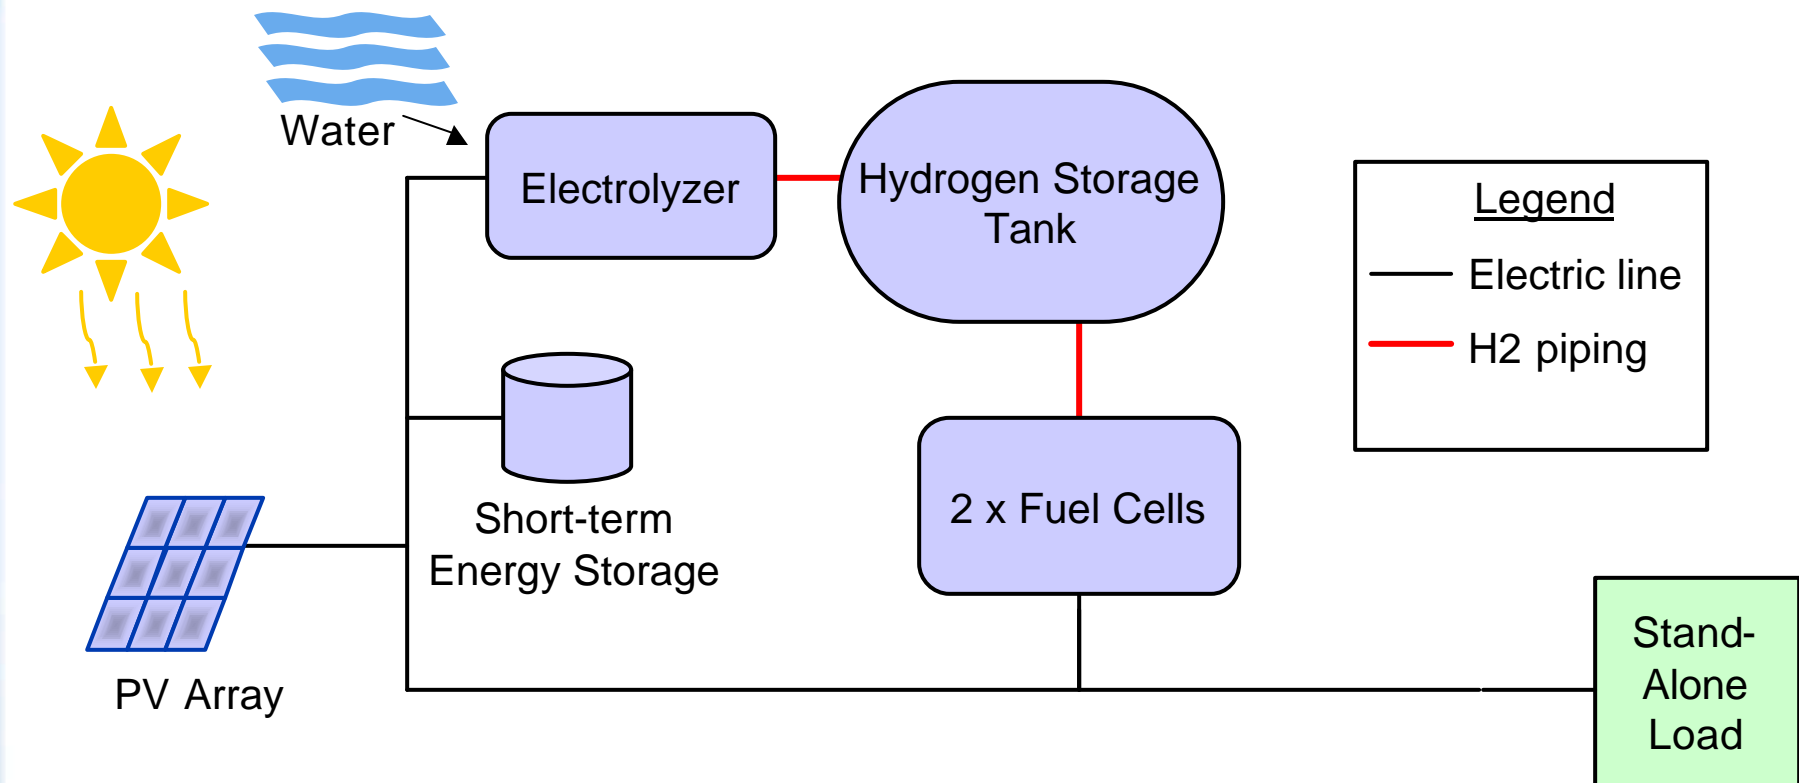 Water
Electrolyzer
Hydrogen Storage
Tank
Legend
Electric line
H2 piping
Short-term
Energy Storage
2 x Fuel Cells
PV Array
Stand-
Alone
Load